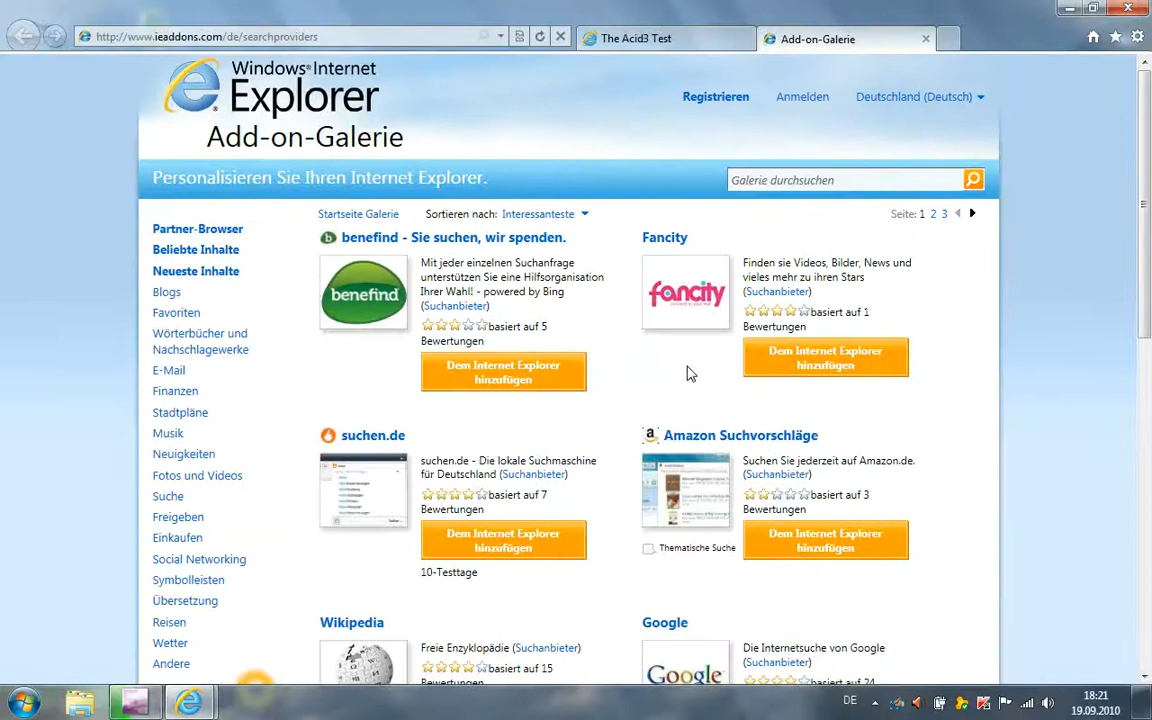 http://www.ieaddons.com/de/searchproviders
The Acid3 Test
Add-on-Galerie
Windows® Internet
Explorer
Add-on-Galerie
Registrieren
Anmelden
Deutschland (Deutsch)
Personalisieren Sie Ihren Internet Explorer.
Galerie durchsuchen
Partner-Browser
Beliebte Inhalte
Neueste Inhalte
Blogs
Favoriten
Wörterbücher und
Nachschlagewerke
E-Mail
Finanzen
Stadtpläne
Musik
Neuigkeiten
Fotos und Videos
Suche
Freigeben
Einkaufen
Social Networking
Symbolleisten
Übersetzung
Reisen
Wetter
Andere
Startseite Galerie
Sortieren nach: Interessanteste
Seite: 1 2 3
benefind - Sie suchen, wir spenden.
benefind
Mit jeder einzelnen Suchanfrage
unterstützen Sie eine Hilfsorganisation
Ihrer Wahl! - powered by Bing
(Suchanbieter)
basiert auf 5
Bewertungen
Dem Internet Explorer
hinzufügen
Fancity
fancity
Finden sie Videos, Bilder, News und
vieles mehr zu ihren Stars
(Suchanbieter)
basiert auf 1
Bewertungen
Dem Internet Explorer
hinzufügen
suchen.de
suchen.de - Die lokale Suchmaschine
für Deutschland (Suchanbieter)
basiert auf 7
Bewertungen
Dem Internet Explorer
hinzufügen
10-Testtage
a Amazon Suchvorschläge
Suchen Sie jederzeit auf Amazon.de.
(Suchanbieter)
basiert auf 3
Bewertungen
Thematische Suche
Dem Internet Explorer
hinzufügen
Wikipedia
Freie Enzyklopädie (Suchanbieter)
basiert auf 15
Bewertungen
Google
Google
Die Internetsuche von Google
(Suchanbieter)
basiert auf 24
DE
18:21
19.09.2010